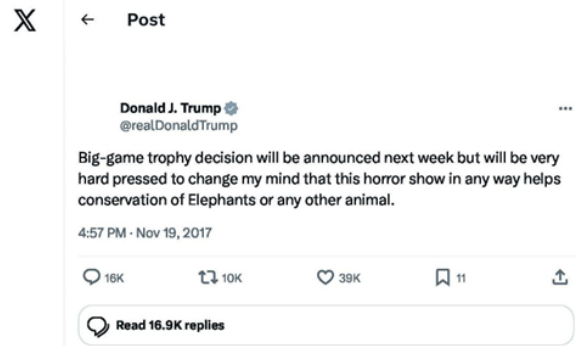 Post
Donald J. Trump
@realDonaldTrump
Big-game trophy decision will be announced next week but will be very
hard pressed to change my mind that this horror show in any way helps
conservation of Elephants or any other animal.
4:57 PM · Nov 19, 2017
16K 10K 39K 11
Read 16.9K replies